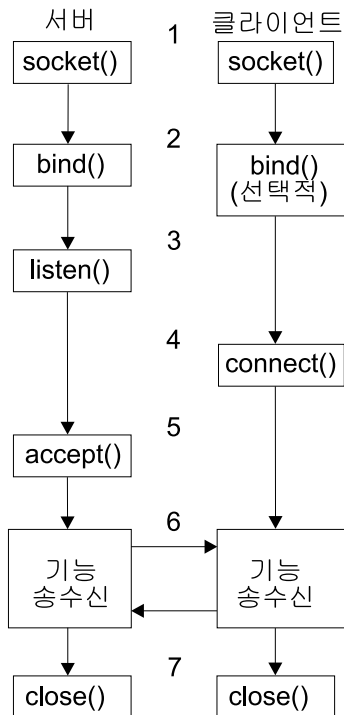 서버 1 클라이언트
socket() socket()
2
bind() bind()
(선택적)
3
listen()
4
connect()
5
accept()
6
기능 기능
송수신 송수신
7
close() close()